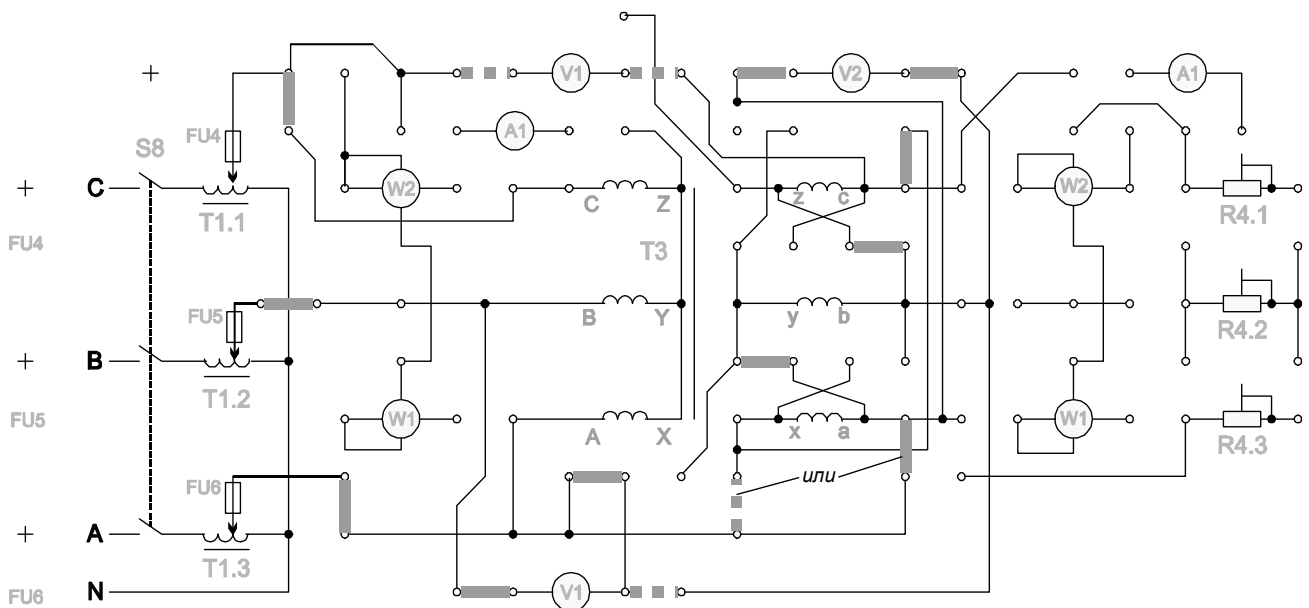 V1 V2 A1
FU4 A1
S8
C W2 W2
C Z z c
T1.1 R4.1
FU4 T3
FU5 B Y y b
R4.2
B
T1.2
FU5 W1 W1
A X x a
R4.3
FU6 или
A
T1.3
FU6 N V1